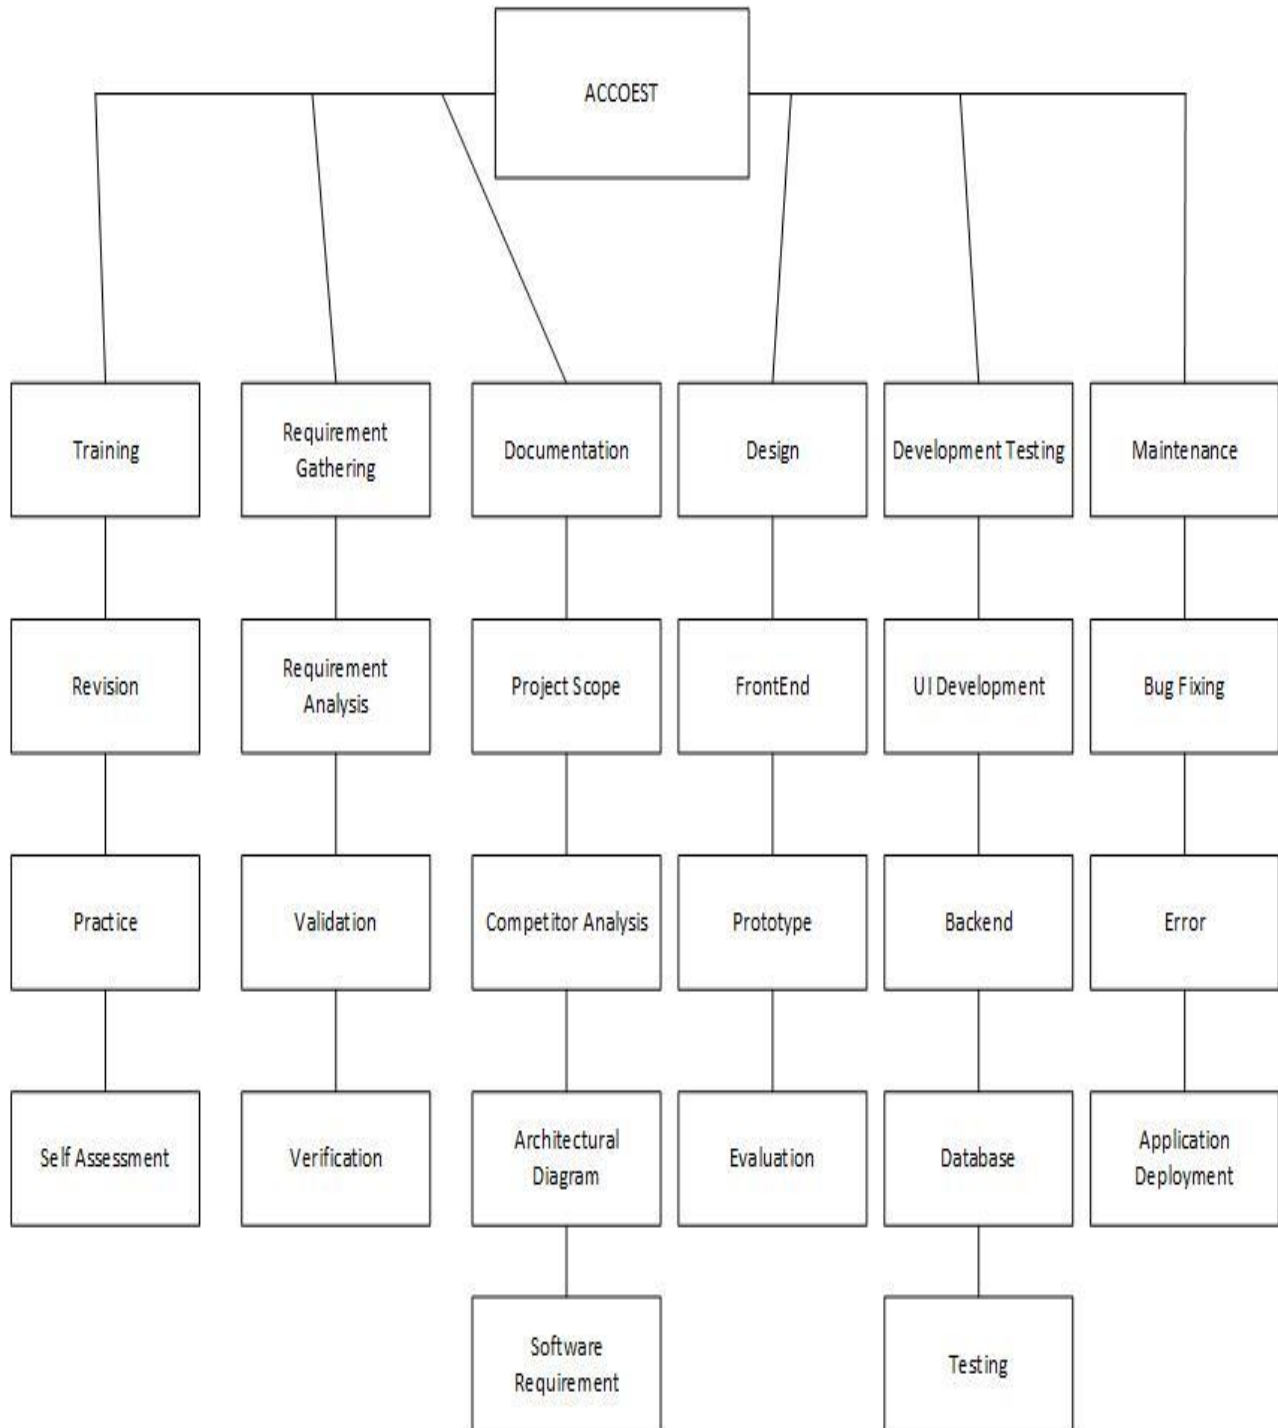 ACCOEST
Training
Requirement
Gathering
Documentation
Design
Development Testing
Maintenance
Revision
Requirement
Analysis
Project Scope
FrontEnd
UI Development
Bug Fixing
Practice
Validation
Competitor Analysis
Prototype
Backend
Error
Self Assessment
Verification
Architectural
Diagram
Evaluation
Database
Application
Deployment
Software
Requirement
Testing